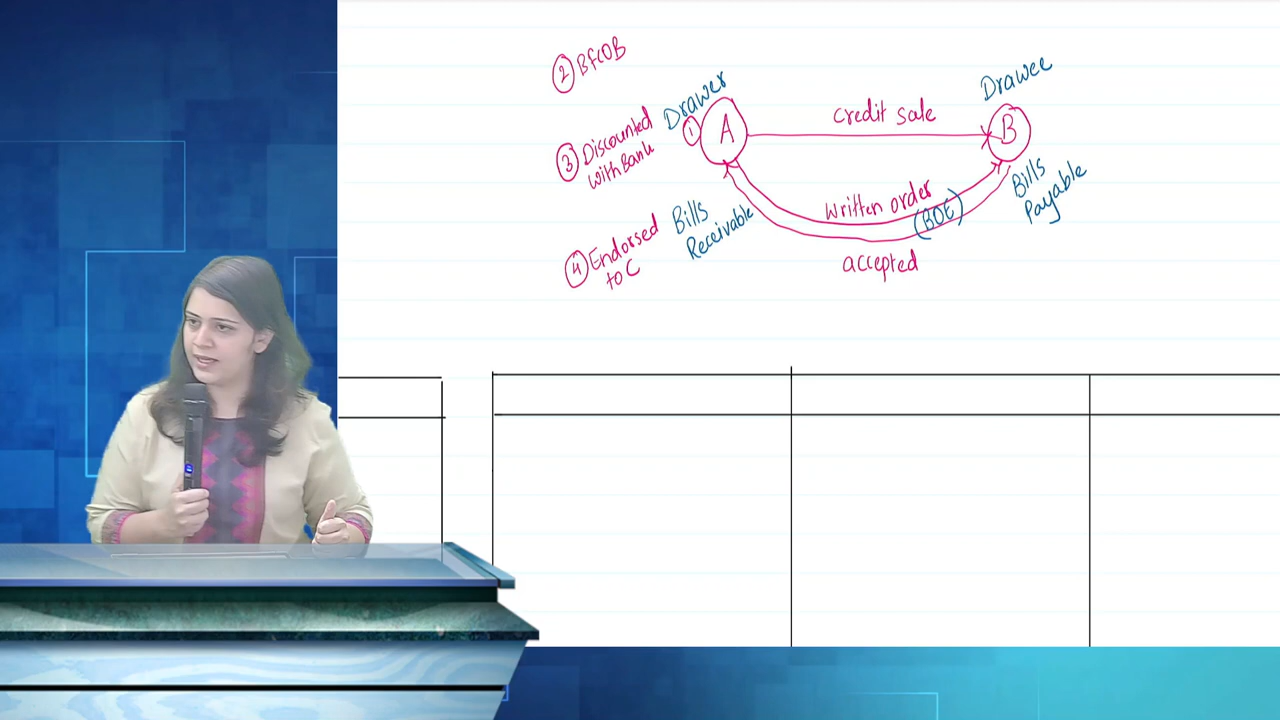 ② BFCOB
③ Discounted
with Bank
④ Endorsed
to C
Drawer
① A
Bills
Receivable
credit sale
Written order
(BOE)
accepted
Drawee
B
Bills
Payable